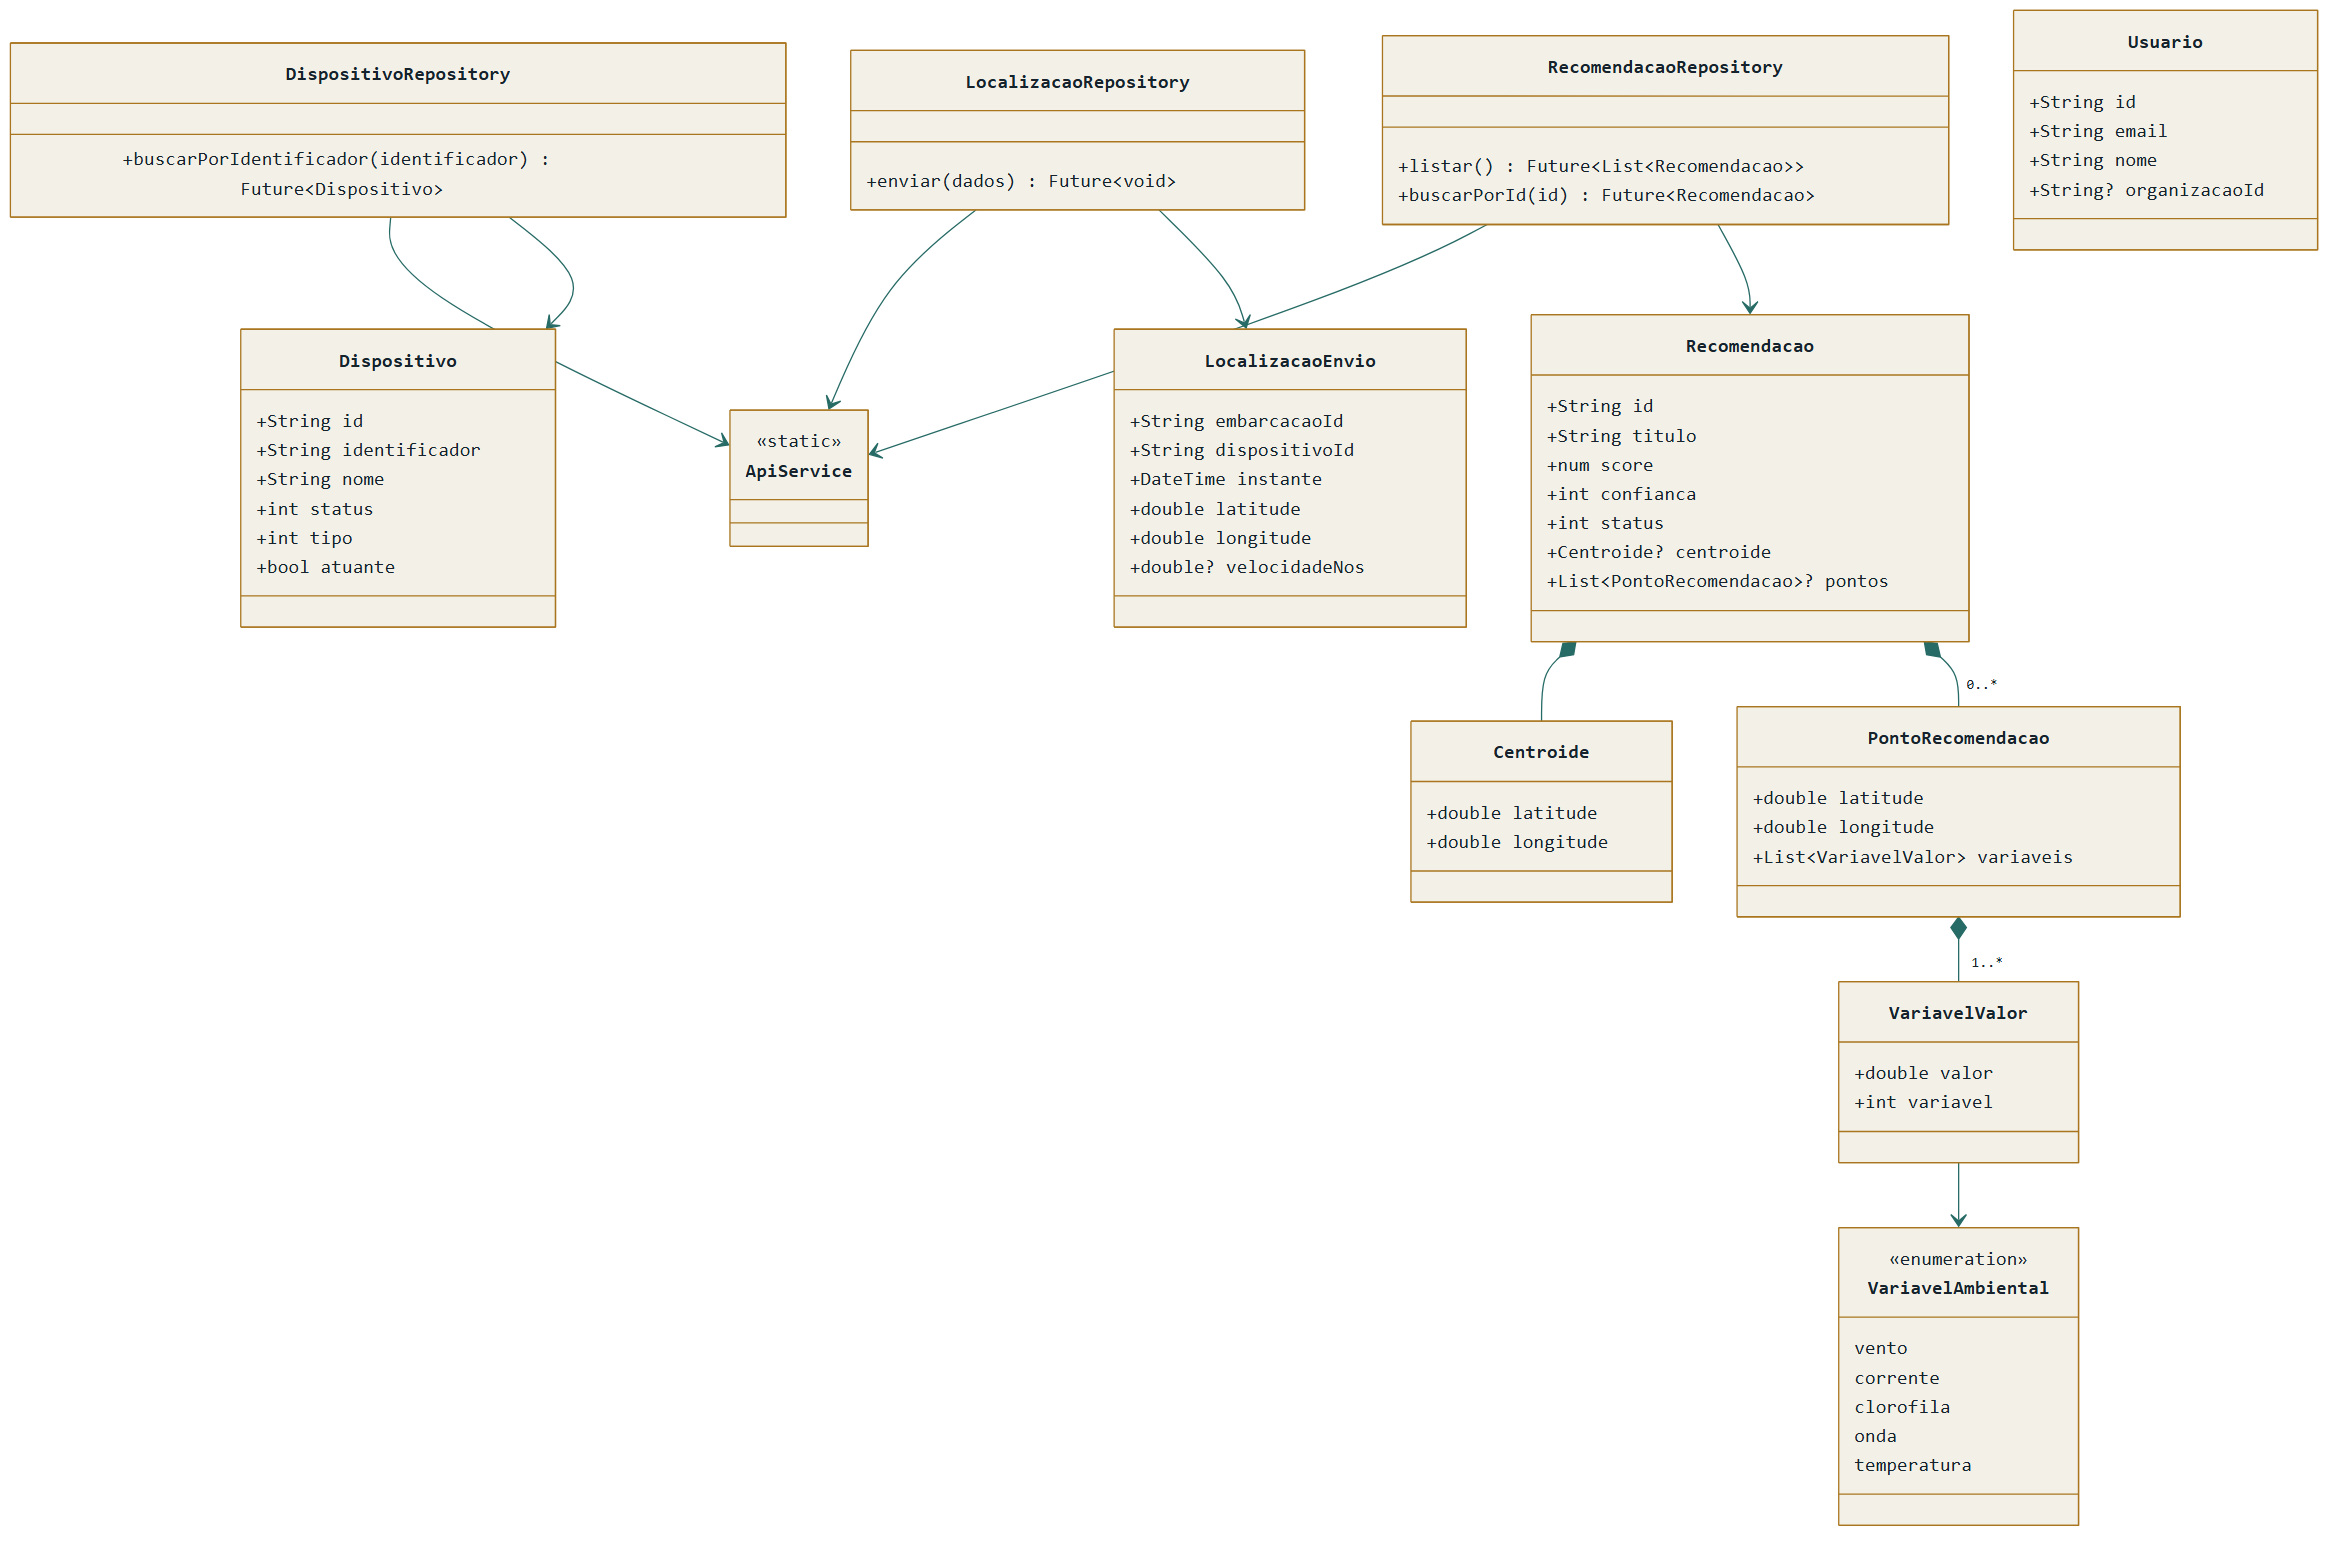 DispositivoRepository
+buscarPorIdentificador(identificador) :
Future<Dispositivo>
LocalizacaoRepository
+enviar(dados) : Future<void>
RecomendacaoRepository
+listar() : Future<List<Recomendacao>>
+buscarPorId(id) : Future<Recomendacao>
Usuario
+String id
+String email
+String nome
+String? organizacaoId
Dispositivo
+String id
+String identificador
+String nome
+int status
+int tipo
+bool atuante
«static»
ApiService
LocalizacaoEnvio
+String embarcacaoId
+String dispositivoId
+DateTime instante
+double latitude
+double longitude
+double? velocidadeNos
Recomendacao
+String id
+String titulo
+num score
+int confianca
+int status
+Centroide? centroide
+List<PontoRecomendacao>? pontos
0..*
Centroide
+double latitude
+double longitude
PontoRecomendacao
+double latitude
+double longitude
+List<VariavelValor> variaveis
1..*
VariavelValor
+double valor
+int variavel
«enumeration»
VariavelAmbiental
vento
corrente
clorofila
onda
temperatura